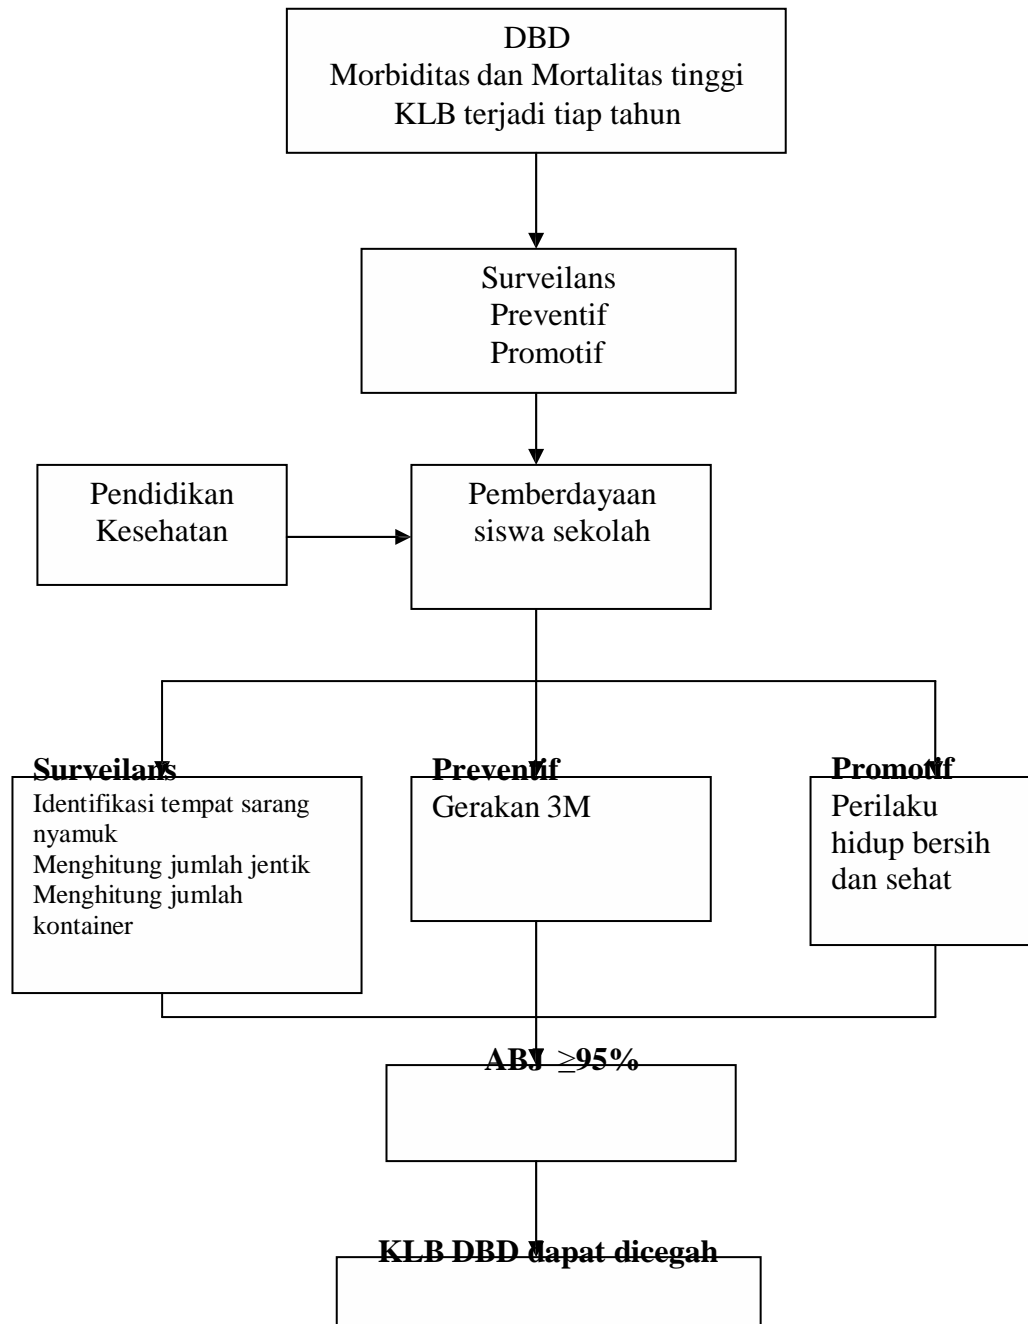 DBD
Morbiditas dan Mortalitas tinggi
KLB terjadi tiap tahun
Surveilans
Preventif
Promotif
Pendidikan
Kesehatan
Pemberdayaan
siswa sekolah
Surveilans
Identifikasi tempat sarang
nyamuk
Menghitung jumlah jentik
Menghitung jumlah
kontainer
Preventif
Gerakan 3M
Promotif
Perilaku
hidup bersih
dan sehat
ABJ ≥95%
KLB DBD dapat dicegah